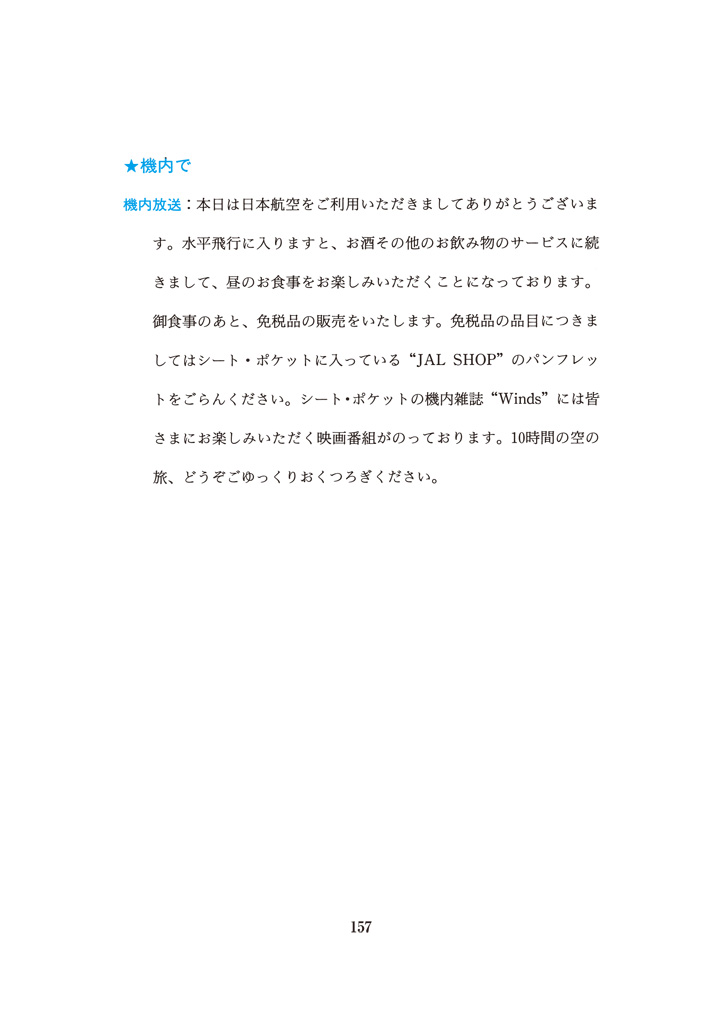 ★機内で
機内放送：本日は日本航空をご利用いただきましてありがとうございま
す。水平飛行に入りますと、お酒その他のお飲み物のサービスに続
きまして、昼のお食事をお楽しみいただくことになっております。
御食事のあと、免税品の販売をいたします。免税品の品目につきま
してはシート・ポケットに入っている“JAL SHOP”のパンフレッ
トをごらんください。シート・ポケットの機内雑誌“Winds”には皆
さまにお楽しみいただく映画番組がのっております。10時間の空の
旅、どうぞごゆっくりおくつろぎください。
157